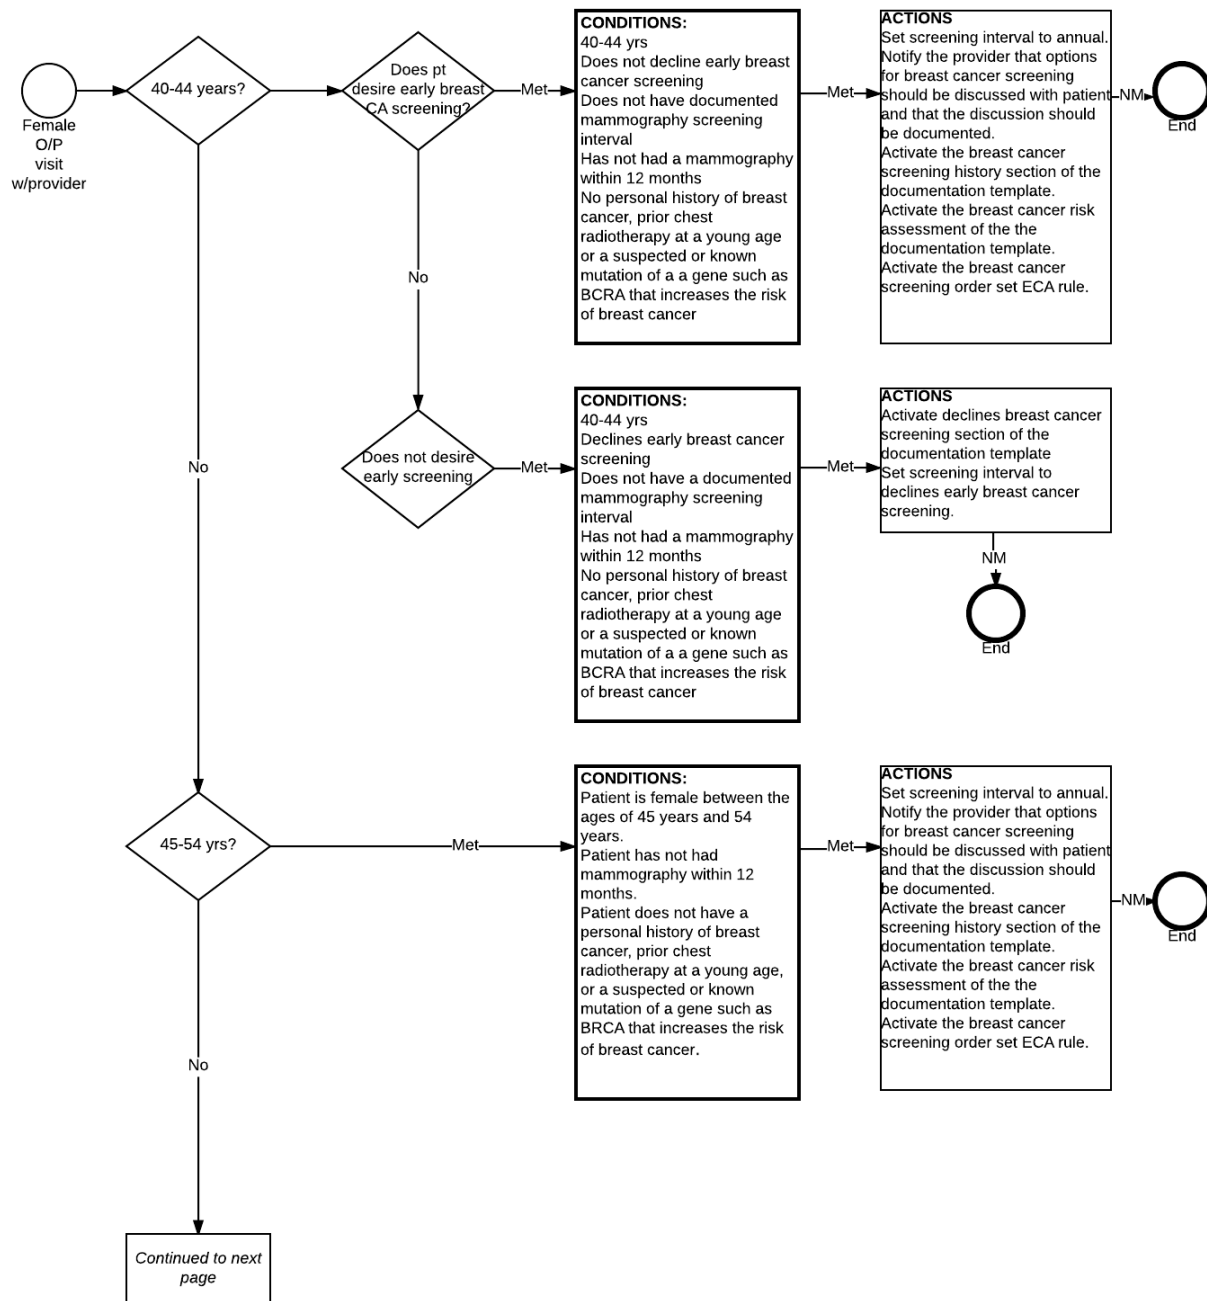 Female
O/P
visit
w/provider
40-44 years?
Does pt
desire early breast
CA screening?
Met
CONDITIONS:
40-44 yrs
Does not decline early breast
cancer screening
Does not have documented
mammography screening
interval
Has not had a mammography
within 12 months
No personal history of breast
cancer, prior chest
radiotherapy at a young age
or a suspected or known
mutation of a a gene such as
BCRA that increases the risk
of breast cancer
Met
ACTIONS
Set screening interval to annual.
Notify the provider that options
for breast cancer screening
should be discussed with patient
and that the discussion should
be documented.
Activate the breast cancer
screening history section of the
documentation template.
Activate the breast cancer risk
assessment of the the
documentation template.
Activate the breast cancer
screening order set ECA rule.
NM
End
No
No
Does not desire
early screening
Met
CONDITIONS:
40-44 yrs
Declines early breast cancer
screening
Does not have a documented
mammography screening
interval
Has not had a mammography
within 12 months
No personal history of breast
cancer, prior chest
radiotherapy at a young age
or a suspected or known
mutation of a a gene such as
BCRA that increases the risk
of breast cancer
Met
ACTIONS
Activate declines breast cancer
screening section of the
documentation template
Set screening interval to
declines early breast cancer
screening.
NM
End
45-54 yrs?
Met
CONDITIONS:
Patient is female between the
ages of 45 years and 54
years.
Patient has not had
mammography within 12
months.
Patient does not have a
personal history of breast
cancer, prior chest
radiotherapy at a young age,
or a suspected or known
mutation of a gene such as
BRCA that increases the risk
of breast cancer.
Met
ACTIONS
Set screening interval to annual.
Notify the provider that options
for breast cancer screening
should be discussed with patient
and that the discussion should
be documented.
Activate the breast cancer
screening history section of the
documentation template.
Activate the breast cancer risk
assessment of the the
documentation template.
Activate the breast cancer
screening order set ECA rule.
NM
End
No
Continued to next
page